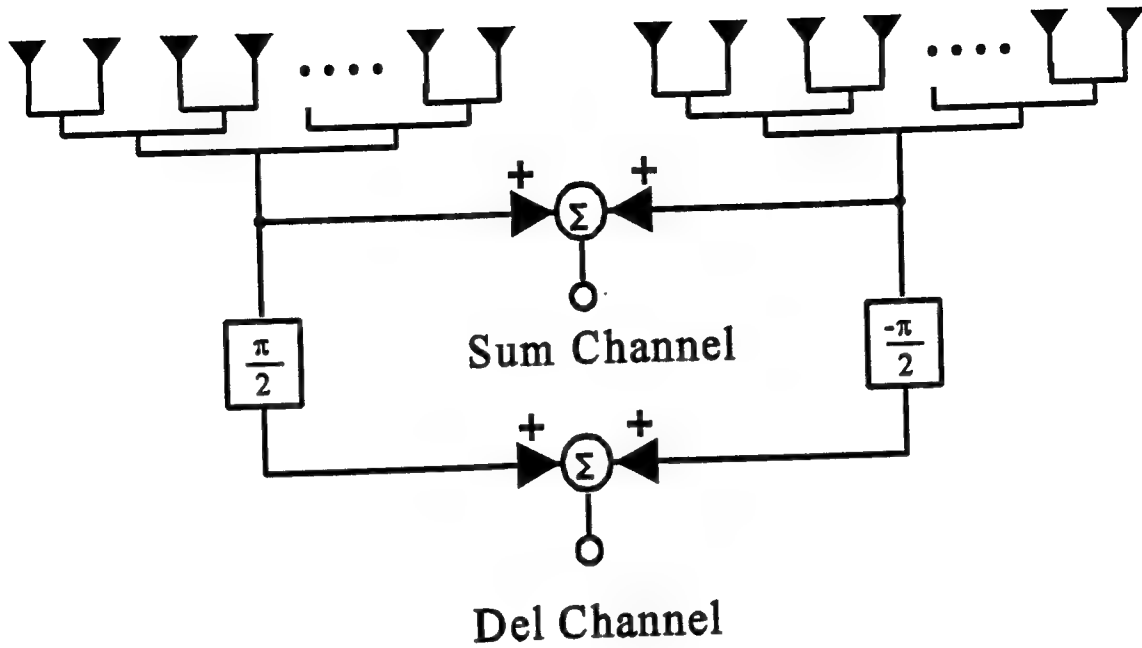 + +
Σ
Sum Channel
π/2
-π/2
+ +
Σ
Del Channel